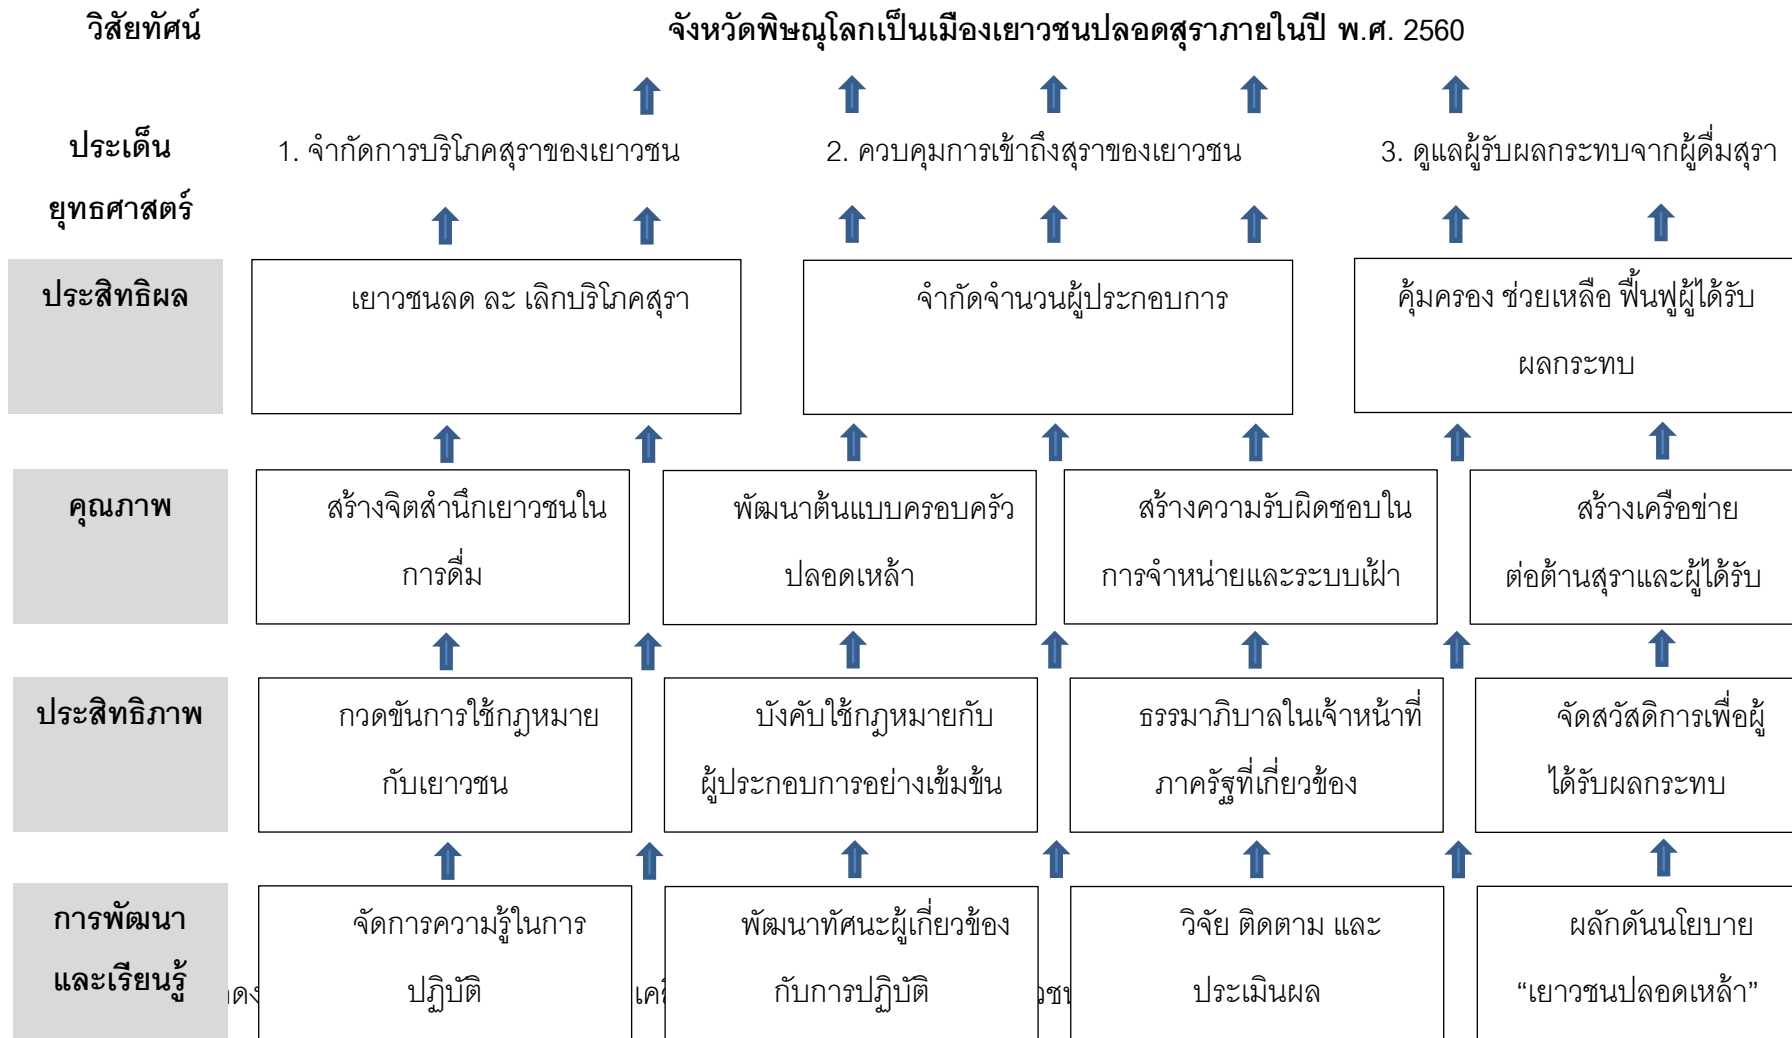 วิสัยทัศน์ จังหวัดพิษณุโลกเป็นเมืองเยาวชนปลอดสุราภายในปี พ.ศ. 2560
ประเด็น
ยุทธศาสตร์
1. จำกัดการบริโภคสุราของเยาวชน 2. ควบคุมการเข้าถึงสุราของเยาวชน 3. ดูแลผู้รับผลกระทบจากผู้ดื่มสุรา
ประสิทธิผล
เยาวชนลด ละ เลิกบริโภคสุรา
จำกัดจำนวนผู้ประกอบการ
คุ้มครอง ช่วยเหลือ ฟื้นฟูผู้ได้รับ
ผลกระทบ
คุณภาพ
สร้างจิตสำนึกเยาวชนใน
การดื่ม
พัฒนาต้นแบบครอบครัว
ปลอดเหล้า
สร้างความรับผิดชอบใน
การจำหน่ายและระบบเฝ้า
สร้างเครือข่าย
ต่อต้านสุราและผู้ได้รับ
ประสิทธิภาพ
กวดขันการใช้กฎหมาย
กับเยาวชน
บังคับใช้กฎหมายกับ
ผู้ประกอบการอย่างเข้มข้น
ธรรมาภิบาลในเจ้าหน้าที่
ภาครัฐที่เกี่ยวข้อง
จัดสวัสดิการเพื่อผู้
ได้รับผลกระทบ
การพัฒนา
และเรียนรู้
จัดการความรู้ในการ
ปฏิบัติ
พัฒนาทัศนะผู้เกี่ยวข้อง
กับการปฏิบัติ
วิจัย ติดตาม และ
ประเมินผล
ผลักดันนโยบาย
“เยาวชนปลอดเหล้า”